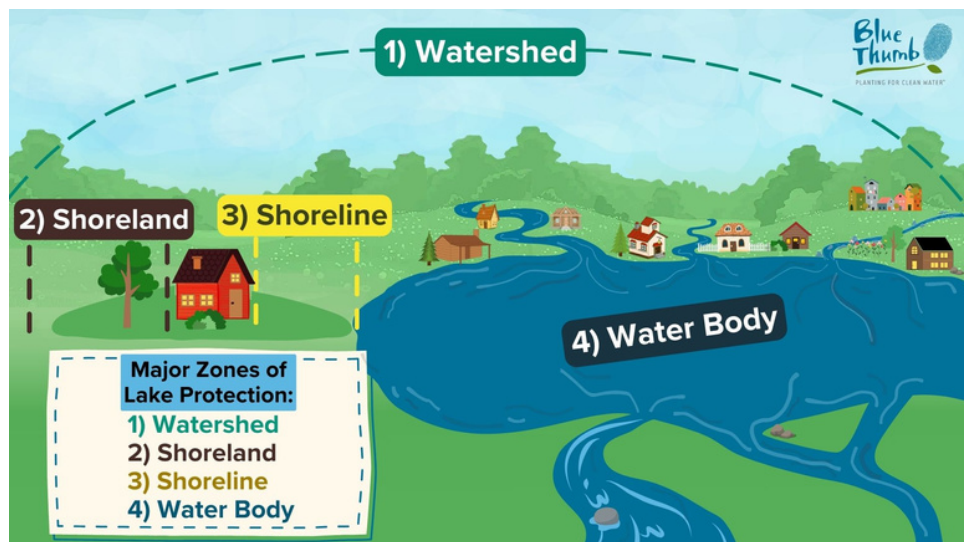 1) Watershed
Blue
Thumb
PLANTING FOR CLEAN WATER
2) Shoreland
3) Shoreline
4) Water Body
Major Zones of
Lake Protection:
1) Watershed
2) Shoreland
3) Shoreline
4) Water Body